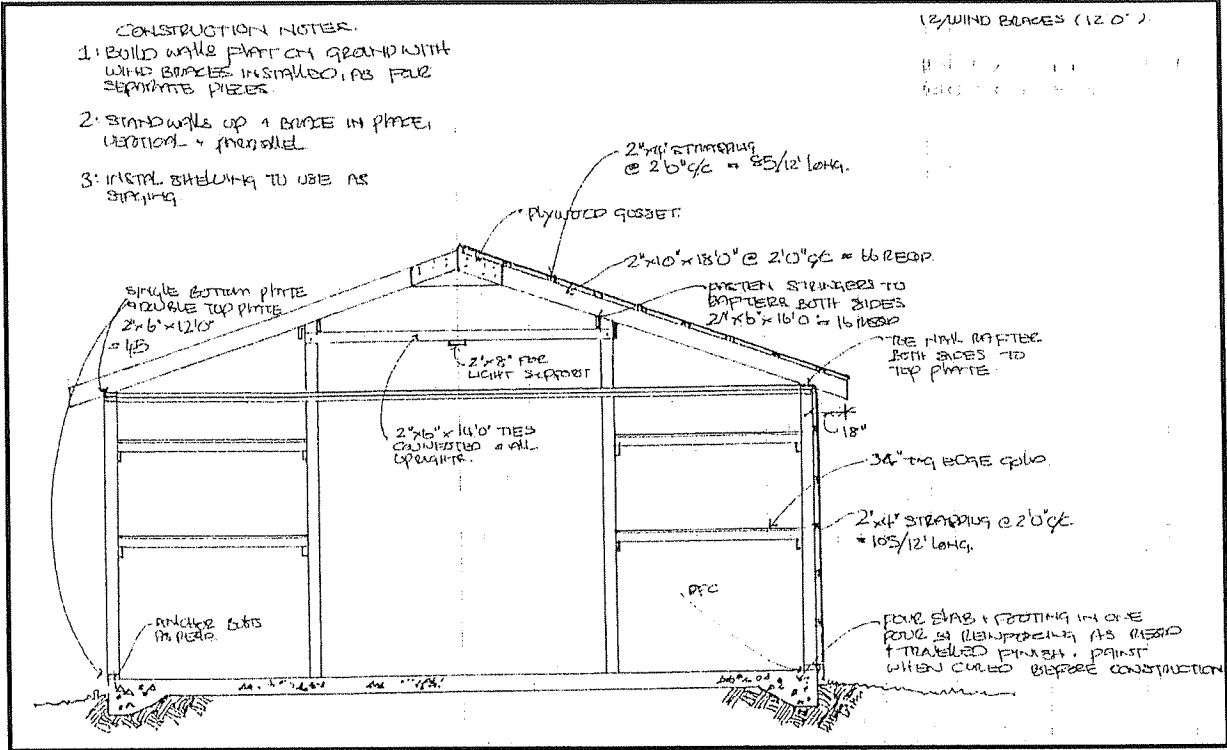 CONSTRUCTION NOTES.
1: BUILD WALLS FLAT ON GROUND WITH
WIND BRACES INSTALLED, AS FOUR
SEPARATE PIECES.
2: STAND WALLS UP & BRACE IN PLACE,
VERTICAL & PARALLEL
3: INSTAL SHELVING TO USE AS
STAGING
12/WIND BRACES (12'0").
2"x4" STRAPPING
@ 2'0" c/c = 85/12' LONG.
PLYWOOD GUSSET.
2"x10"x18'0" @ 2'0" c/c = 66 REQD.
FASTEN STRINGERS TO
RAFTERS BOTH SIDES
2"x6"x16'0 = 16 REQD
TOE NAIL RAFTER
BOTH SIDES TO
TOP PLATE
SINGLE BOTTOM PLATE
& DOUBLE TOP PLATE
2"x6"x12'0"
= 45
2"x8" FOR
LIGHT SUPPORT
18"
2"x6"x14'0" TIES
CONNECTED @ ALL
UPRIGHTS.
3/4" T+G EDGE GOLD
2"x4" STRAPPING @ 2'0" c/c
= 105/12' LONG.
ANCHOR BOLTS
AS REQD.
POUR SLAB & FOOTING IN ONE
POUR REINFORCING AS REQD
& TROWELED FINISH. PAINT
WHEN CURED BEFORE CONSTRUCTION